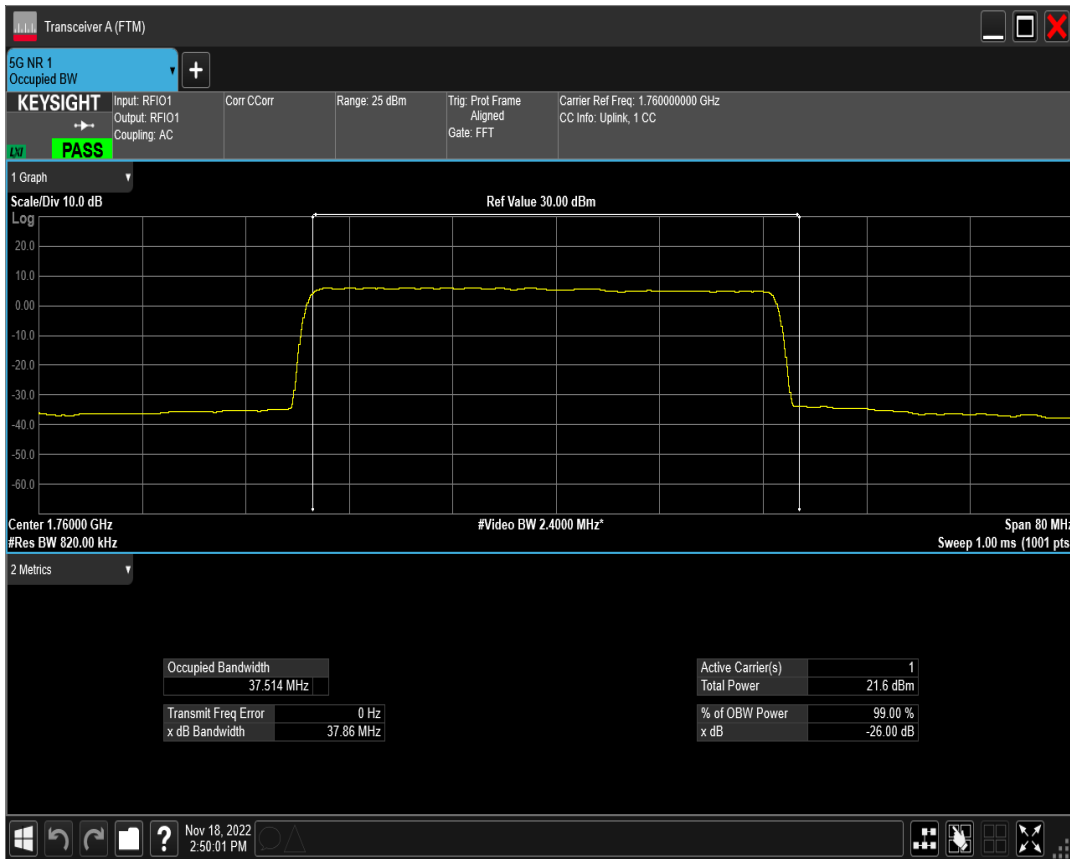 Transceiver A (FTM)
5G NR 1
Occupied BW
KEYSIGHT
LXI
PASS
Input: RFIO1
Output: RFIO1
Coupling: AC
Corr CCorr
Range: 25 dBm
Trig: Prot Frame
Aligned
Gate: FFT
Carrier Ref Freq: 1.760000000 GHz
CC Info: Uplink, 1 CC
1 Graph
Scale/Div 10.0 dB
Ref Value 30.00 dBm
Log
20.0
10.0
0.00
-10.0
-20.0
-30.0
-40.0
-50.0
-60.0
Center 1.76000 GHz
#Video BW 2.4000 MHz*
Span 80 MHz
#Res BW 820.00 kHz
Sweep 1.00 ms (1001 pts
2 Metrics
Occupied Bandwidth
37.514 MHz
Transmit Freq Error 0 Hz
x dB Bandwidth 37.86 MHz
Active Carrier(s) 1
Total Power 21.6 dBm
% of OBW Power 99.00 %
x dB -26.00 dB
?
Nov 18, 2022
2:50:01 PM